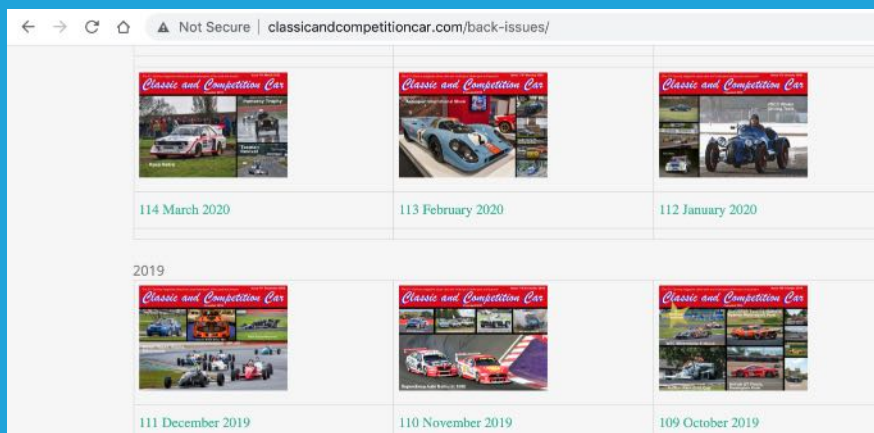 Not Secure | classicandcompetitioncar.com/back-issues/
Classic and Competition Car
Classic and Competition Car
Classic and Competition Car
114 March 2020
113 February 2020
112 January 2020
2019
Classic and Competition Car
Classic and Competition Car
Classic and Competition Car
111 December 2019
110 November 2019
109 October 2019